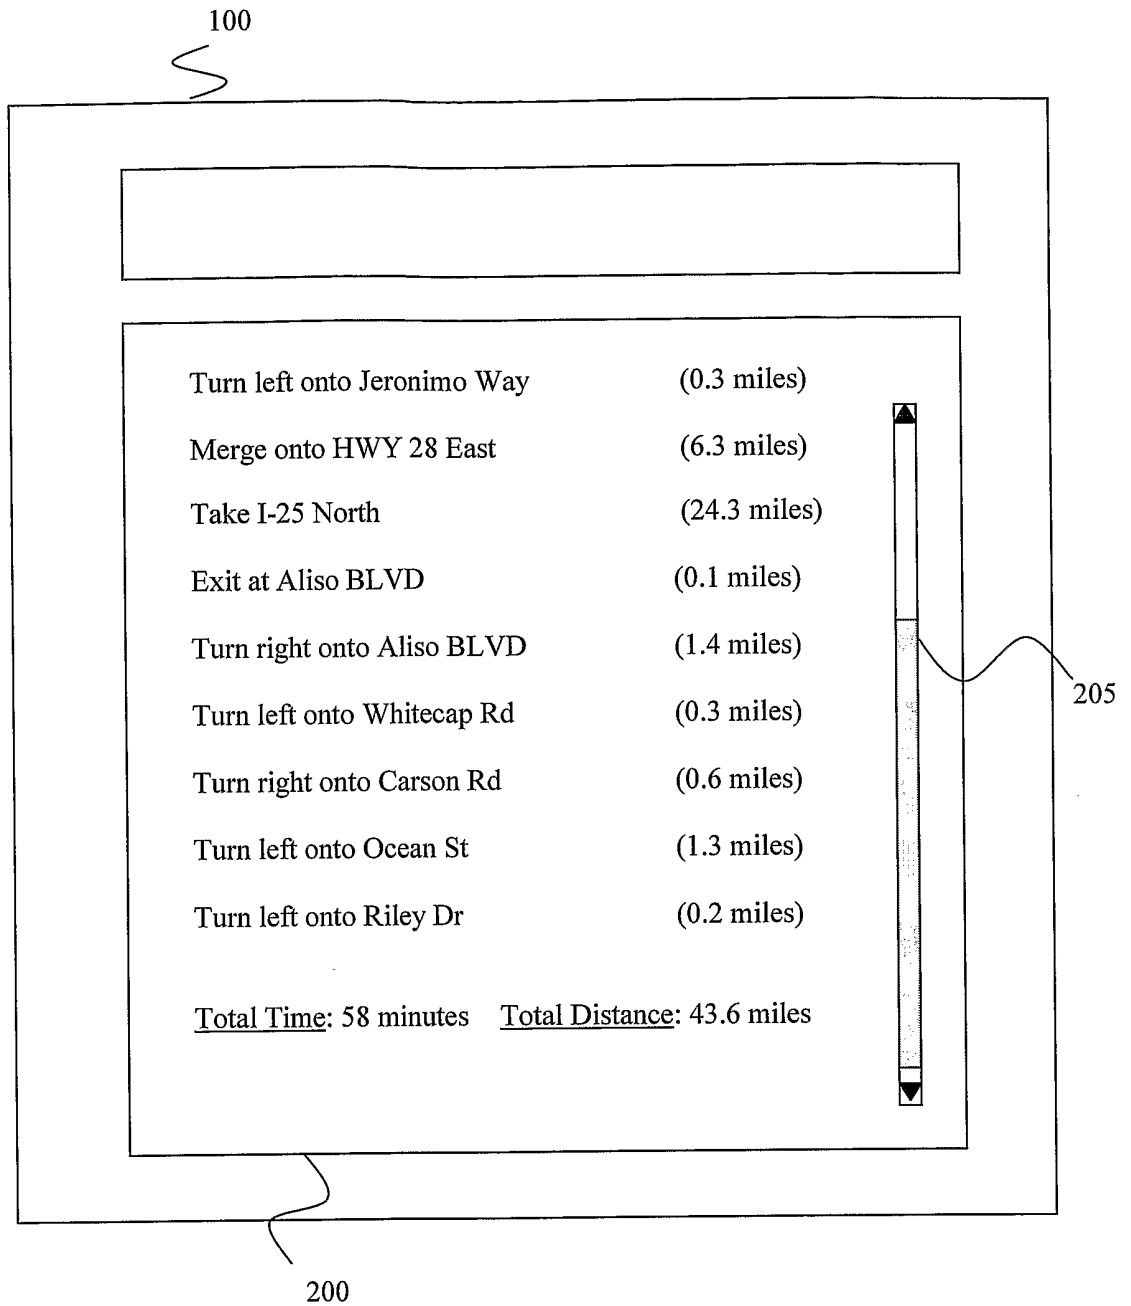 100
Turn left onto Jeronimo Way (0.3 miles)
Merge onto HWY 28 East (6.3 miles)
Take I-25 North (24.3 miles)
Exit at Aliso BLVD (0.1 miles)
Turn right onto Aliso BLVD (1.4 miles)
205
Turn left onto Whitecap Rd (0.3 miles)
Turn right onto Carson Rd (0.6 miles)
Turn left onto Ocean St (1.3 miles)
Turn left onto Riley Dr (0.2 miles)
Total Time: 58 minutes Total Distance: 43.6 miles
200